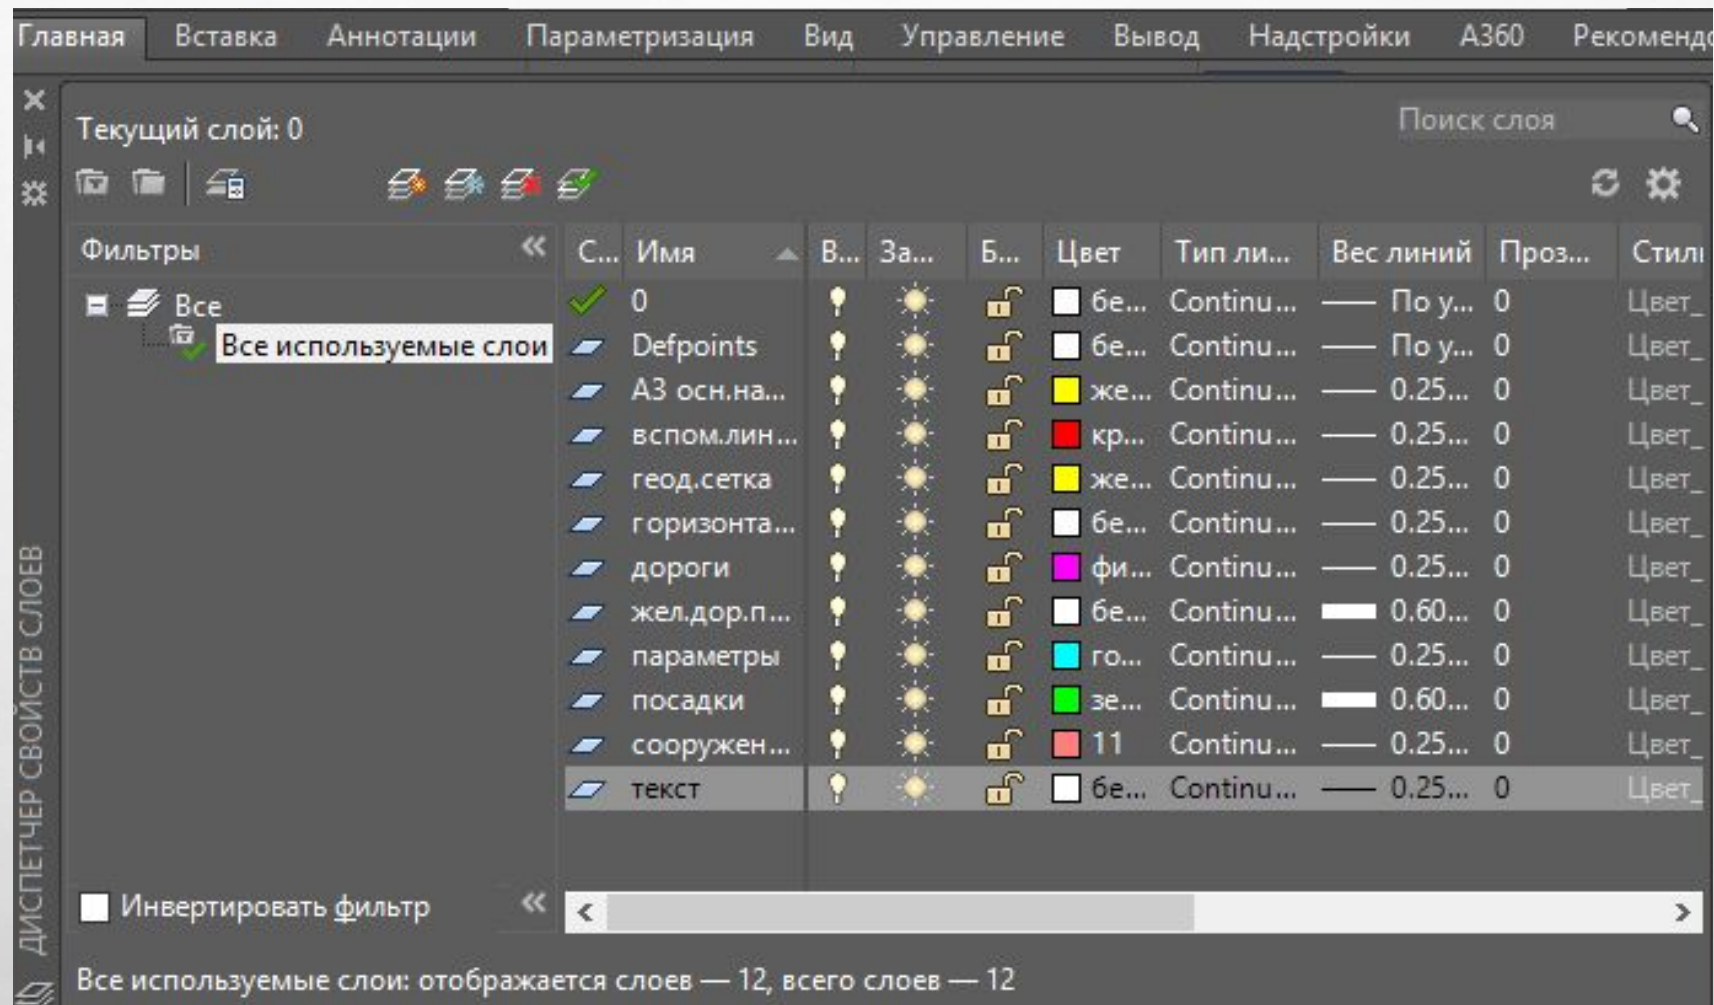 Главная Вставка Аннотации Параметризация Вид Управление Вывод Надстройки A360 Рекомендо
Текущий слой: 0 Поиск слоя
Фильтры
Все
Все используемые слои
С... Имя В... За... Б... Цвет Тип ли... Вес линий Проз... Стил
0 бе... Continu... По у... 0 Цвет_
Defpoints бе... Continu... По у... 0 Цвет_
А3 осн.на... же... Continu... 0.25... 0 Цвет_
вспом.лин... кр... Continu... 0.25... 0 Цвет_
геод.сетка же... Continu... 0.25... 0 Цвет_
горизонта... бе... Continu... 0.25... 0 Цвет_
дороги фи... Continu... 0.25... 0 Цвет_
жел.дор.п... бе... Continu... 0.60... 0 Цвет_
параметры го... Continu... 0.25... 0 Цвет_
посадки зе... Continu... 0.60... 0 Цвет_
сооружен... 11 Continu... 0.25... 0 Цвет_
текст бе... Continu... 0.25... 0 Цвет_
Инвертировать фильтр
Все используемые слои: отображается слоев — 12, всего слоев — 12
ДИСПЕТЧЕР СВОЙСТВ СЛОЕВ